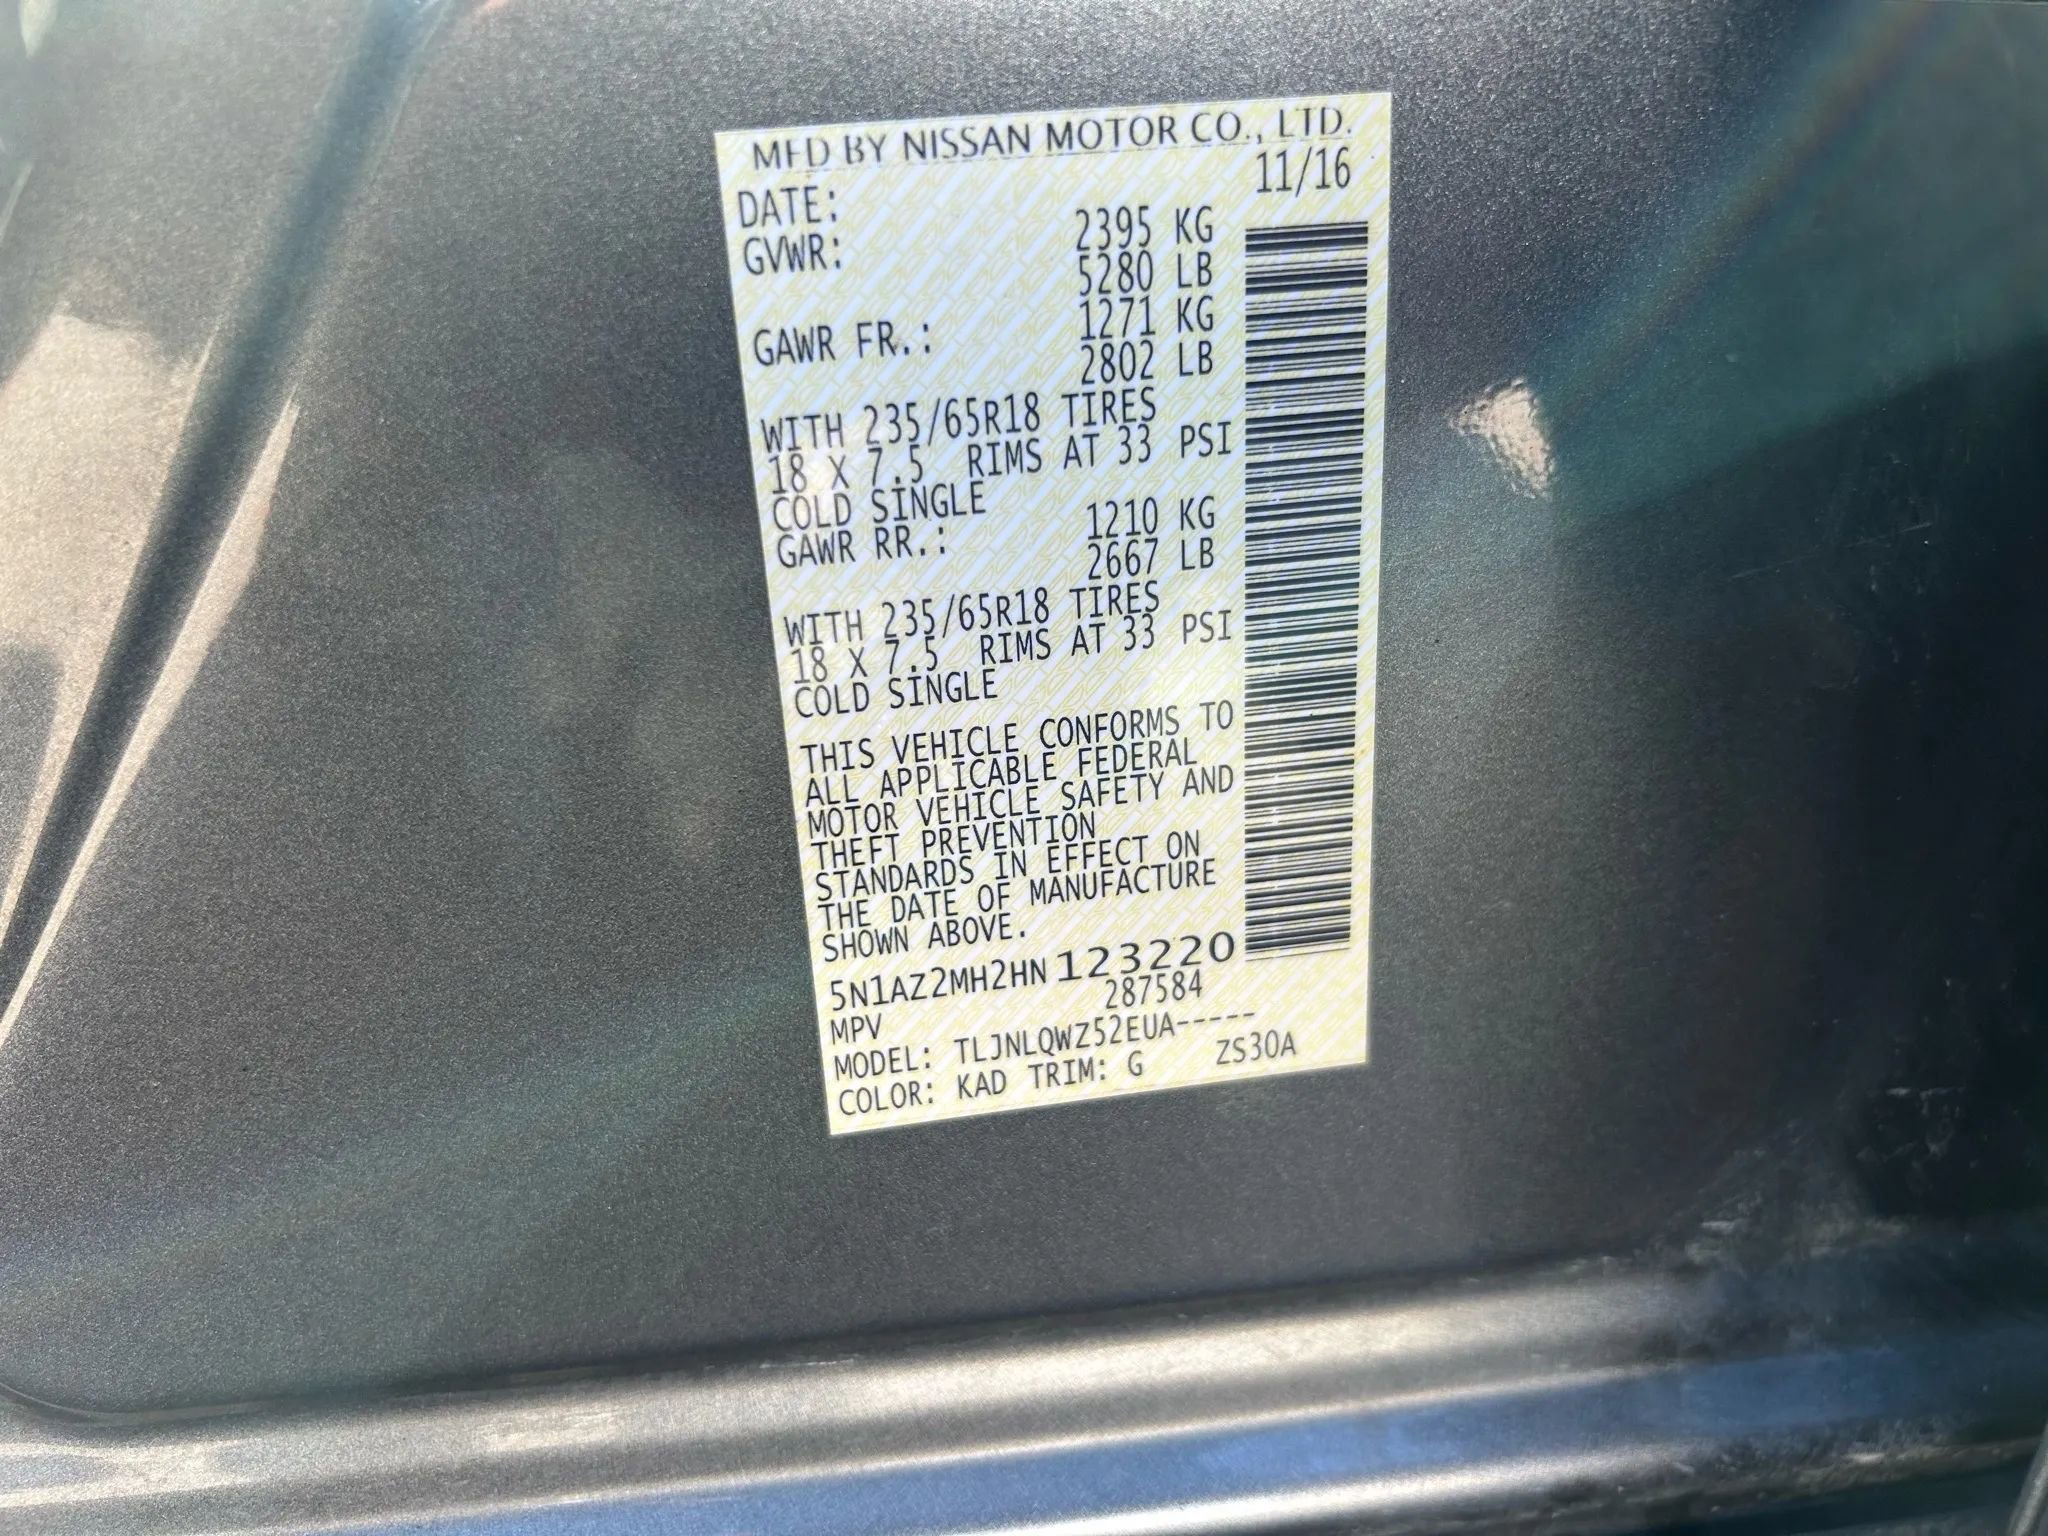 MFD BY NISSAN MOTOR CO., LTD.
DATE: 11/16
GVWR: 2395 KG
5280 LB
GAWR FR.: 1271 KG
2802 LB
WITH 235/65R18 TIRES
18 X 7.5 RIMS AT 33 PSI
COLD SINGLE
GAWR RR.: 1210 KG
2667 LB
WITH 235/65R18 TIRES
18 X 7.5 RIMS AT 33 PSI
COLD SINGLE
THIS VEHICLE CONFORMS TO
ALL APPLICABLE FEDERAL
MOTOR VEHICLE SAFETY AND
THEFT PREVENTION
STANDARDS IN EFFECT ON
THE DATE OF MANUFACTURE
SHOWN ABOVE.
5N1AZ2MH2HN123220
MPV 287584
MODEL: TLJNLQWZ52EUA-----
COLOR: KAD TRIM: G ZS30A